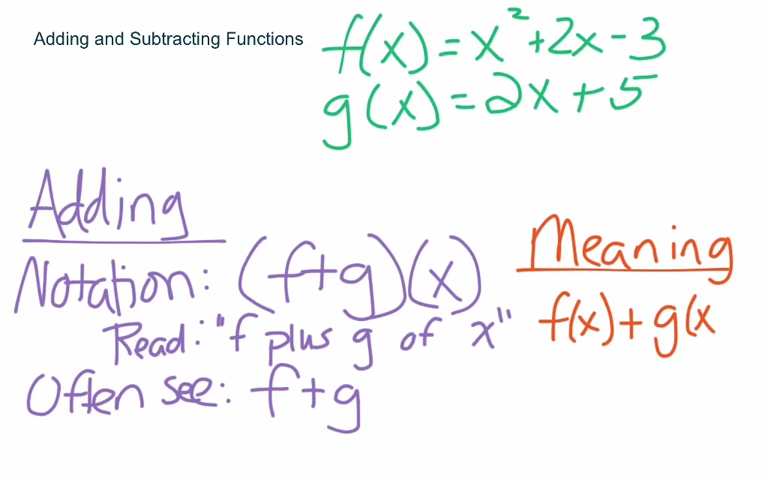 Adding and Subtracting Functions
f(x)=x²+2x-3
g(x)=2x+5
Adding
Notation: (f+g)(x)
Read: "f plus g of x"
Often see: f+g
Meaning
f(x)+g(x